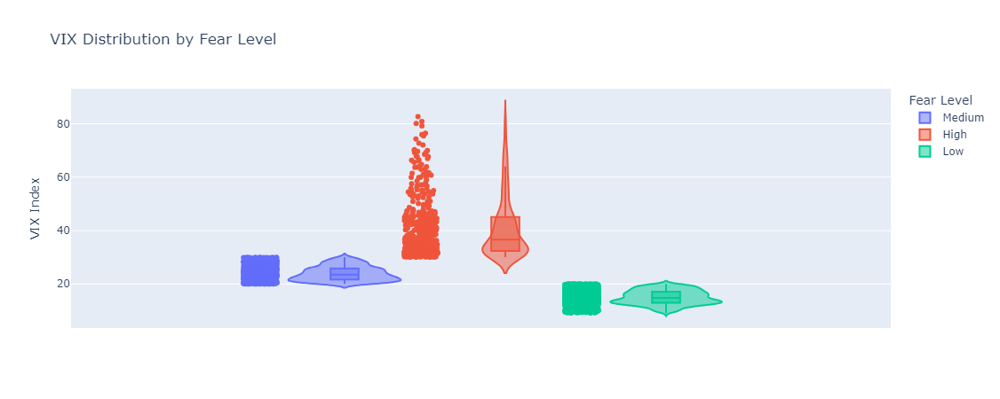 VIX Distribution by Fear Level
VIX Index
80
60
40
20
Fear Level
Medium
High
Low